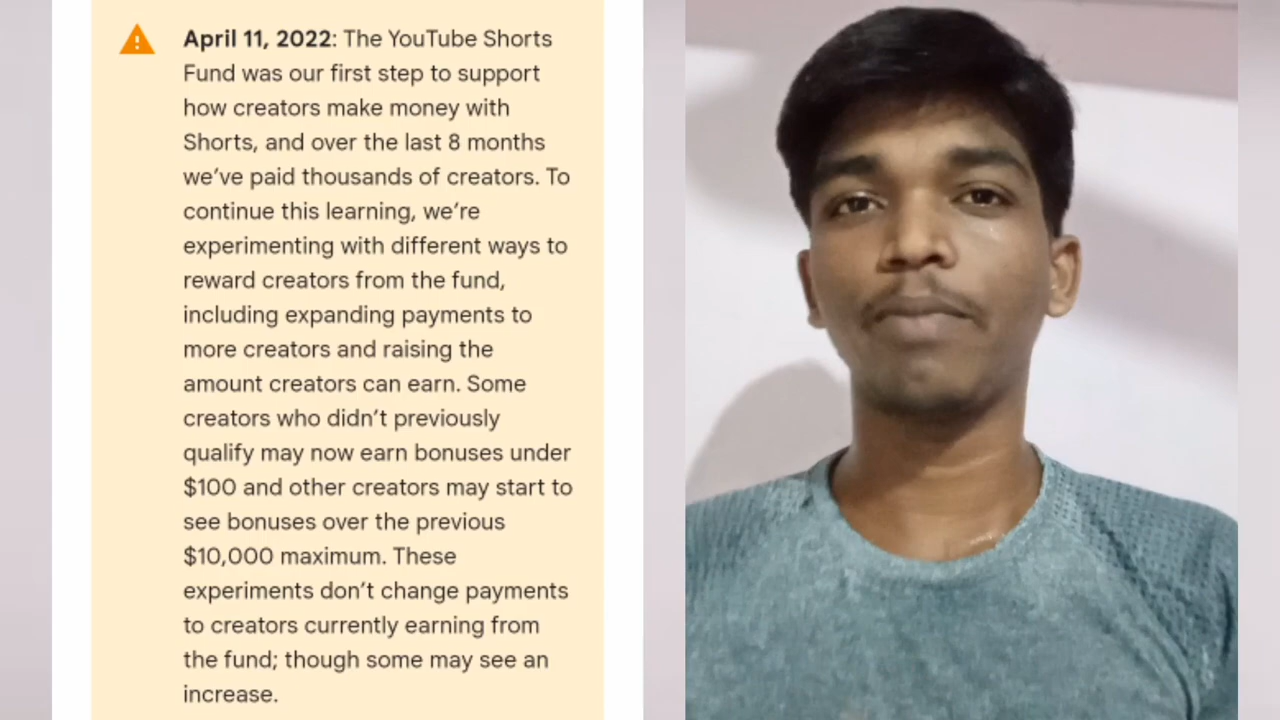 April 11, 2022: The YouTube Shorts
Fund was our first step to support
how creators make money with
Shorts, and over the last 8 months
we’ve paid thousands of creators. To
continue this learning, we’re
experimenting with different ways to
reward creators from the fund,
including expanding payments to
more creators and raising the
amount creators can earn. Some
creators who didn’t previously
qualify may now earn bonuses under
$100 and other creators may start to
see bonuses over the previous
$10,000 maximum. These
experiments don’t change payments
to creators currently earning from
the fund; though some may see an
increase.